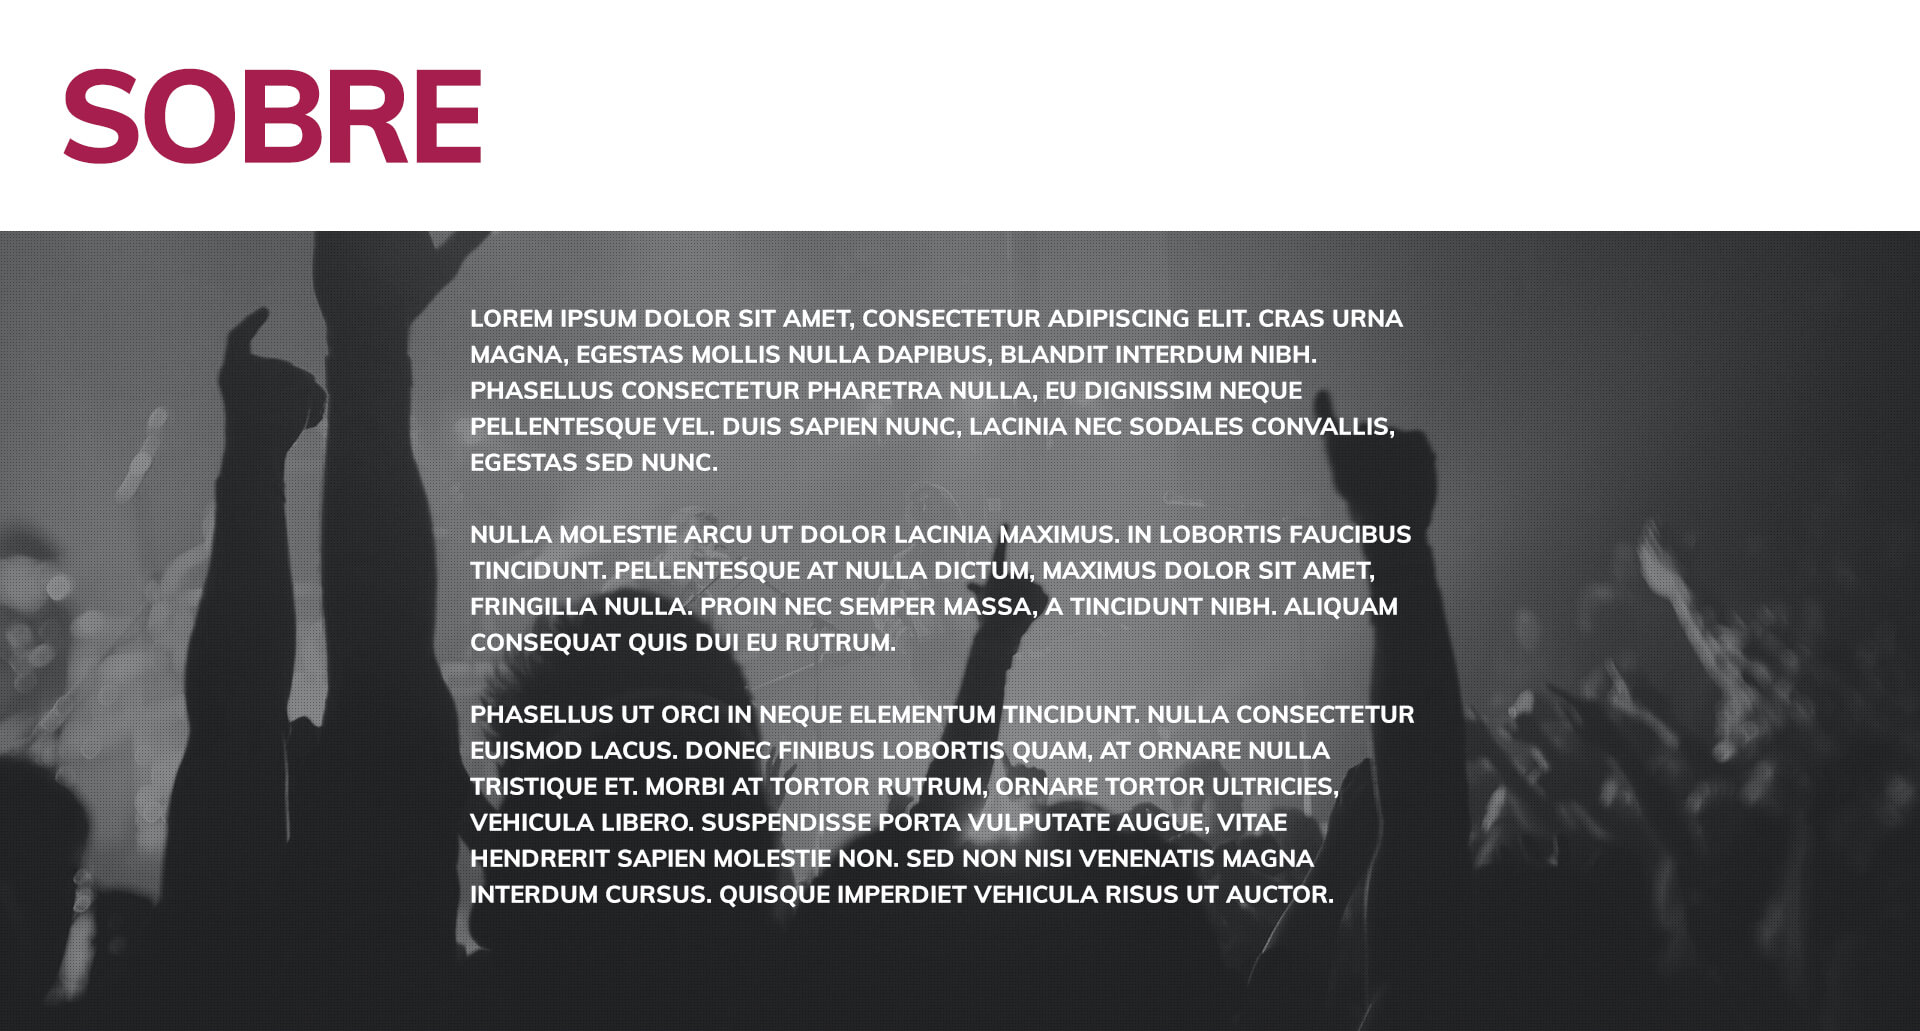 SOBRE
LOREM IPSUM DOLOR SIT AMET, CONSECTETUR ADIPISCING ELIT. CRAS URNA
MAGNA, EGESTAS MOLLIS NULLA DAPIBUS, BLANDIT INTERDUM NIBH.
PHASELLUS CONSECTETUR PHARETRA NULLA, EU DIGNISSIM NEQUE
PELLENTESQUE VEL. DUIS SAPIEN NUNC, LACINIA NEC SODALES CONVALLIS,
EGESTAS SED NUNC.
NULLA MOLESTIE ARCU UT DOLOR LACINIA MAXIMUS. IN LOBORTIS FAUCIBUS
TINCIDUNT. PELLENTESQUE AT NULLA DICTUM, MAXIMUS DOLOR SIT AMET,
FRINGILLA NULLA. PROIN NEC SEMPER MASSA, A TINCIDUNT NIBH. ALIQUAM
CONSEQUAT QUIS DUI EU RUTRUM.
PHASELLUS UT ORCI IN NEQUE ELEMENTUM TINCIDUNT. NULLA CONSECTETUR
EUISMOD LACUS. DONEC FINIBUS LOBORTIS QUAM, AT ORNARE NULLA
TRISTIQUE ET. MORBI AT TORTOR RUTRUM, ORNARE TORTOR ULTRICIES,
VEHICULA LIBERO. SUSPENDISSE PORTA VULPUTATE AUGUE, VITAE
HENDRERIT SAPIEN MOLESTIE NON. SED NON NISI VENENATIS MAGNA
INTERDUM CURSUS. QUISQUE IMPERDIET VEHICULA RISUS UT AUCTOR.